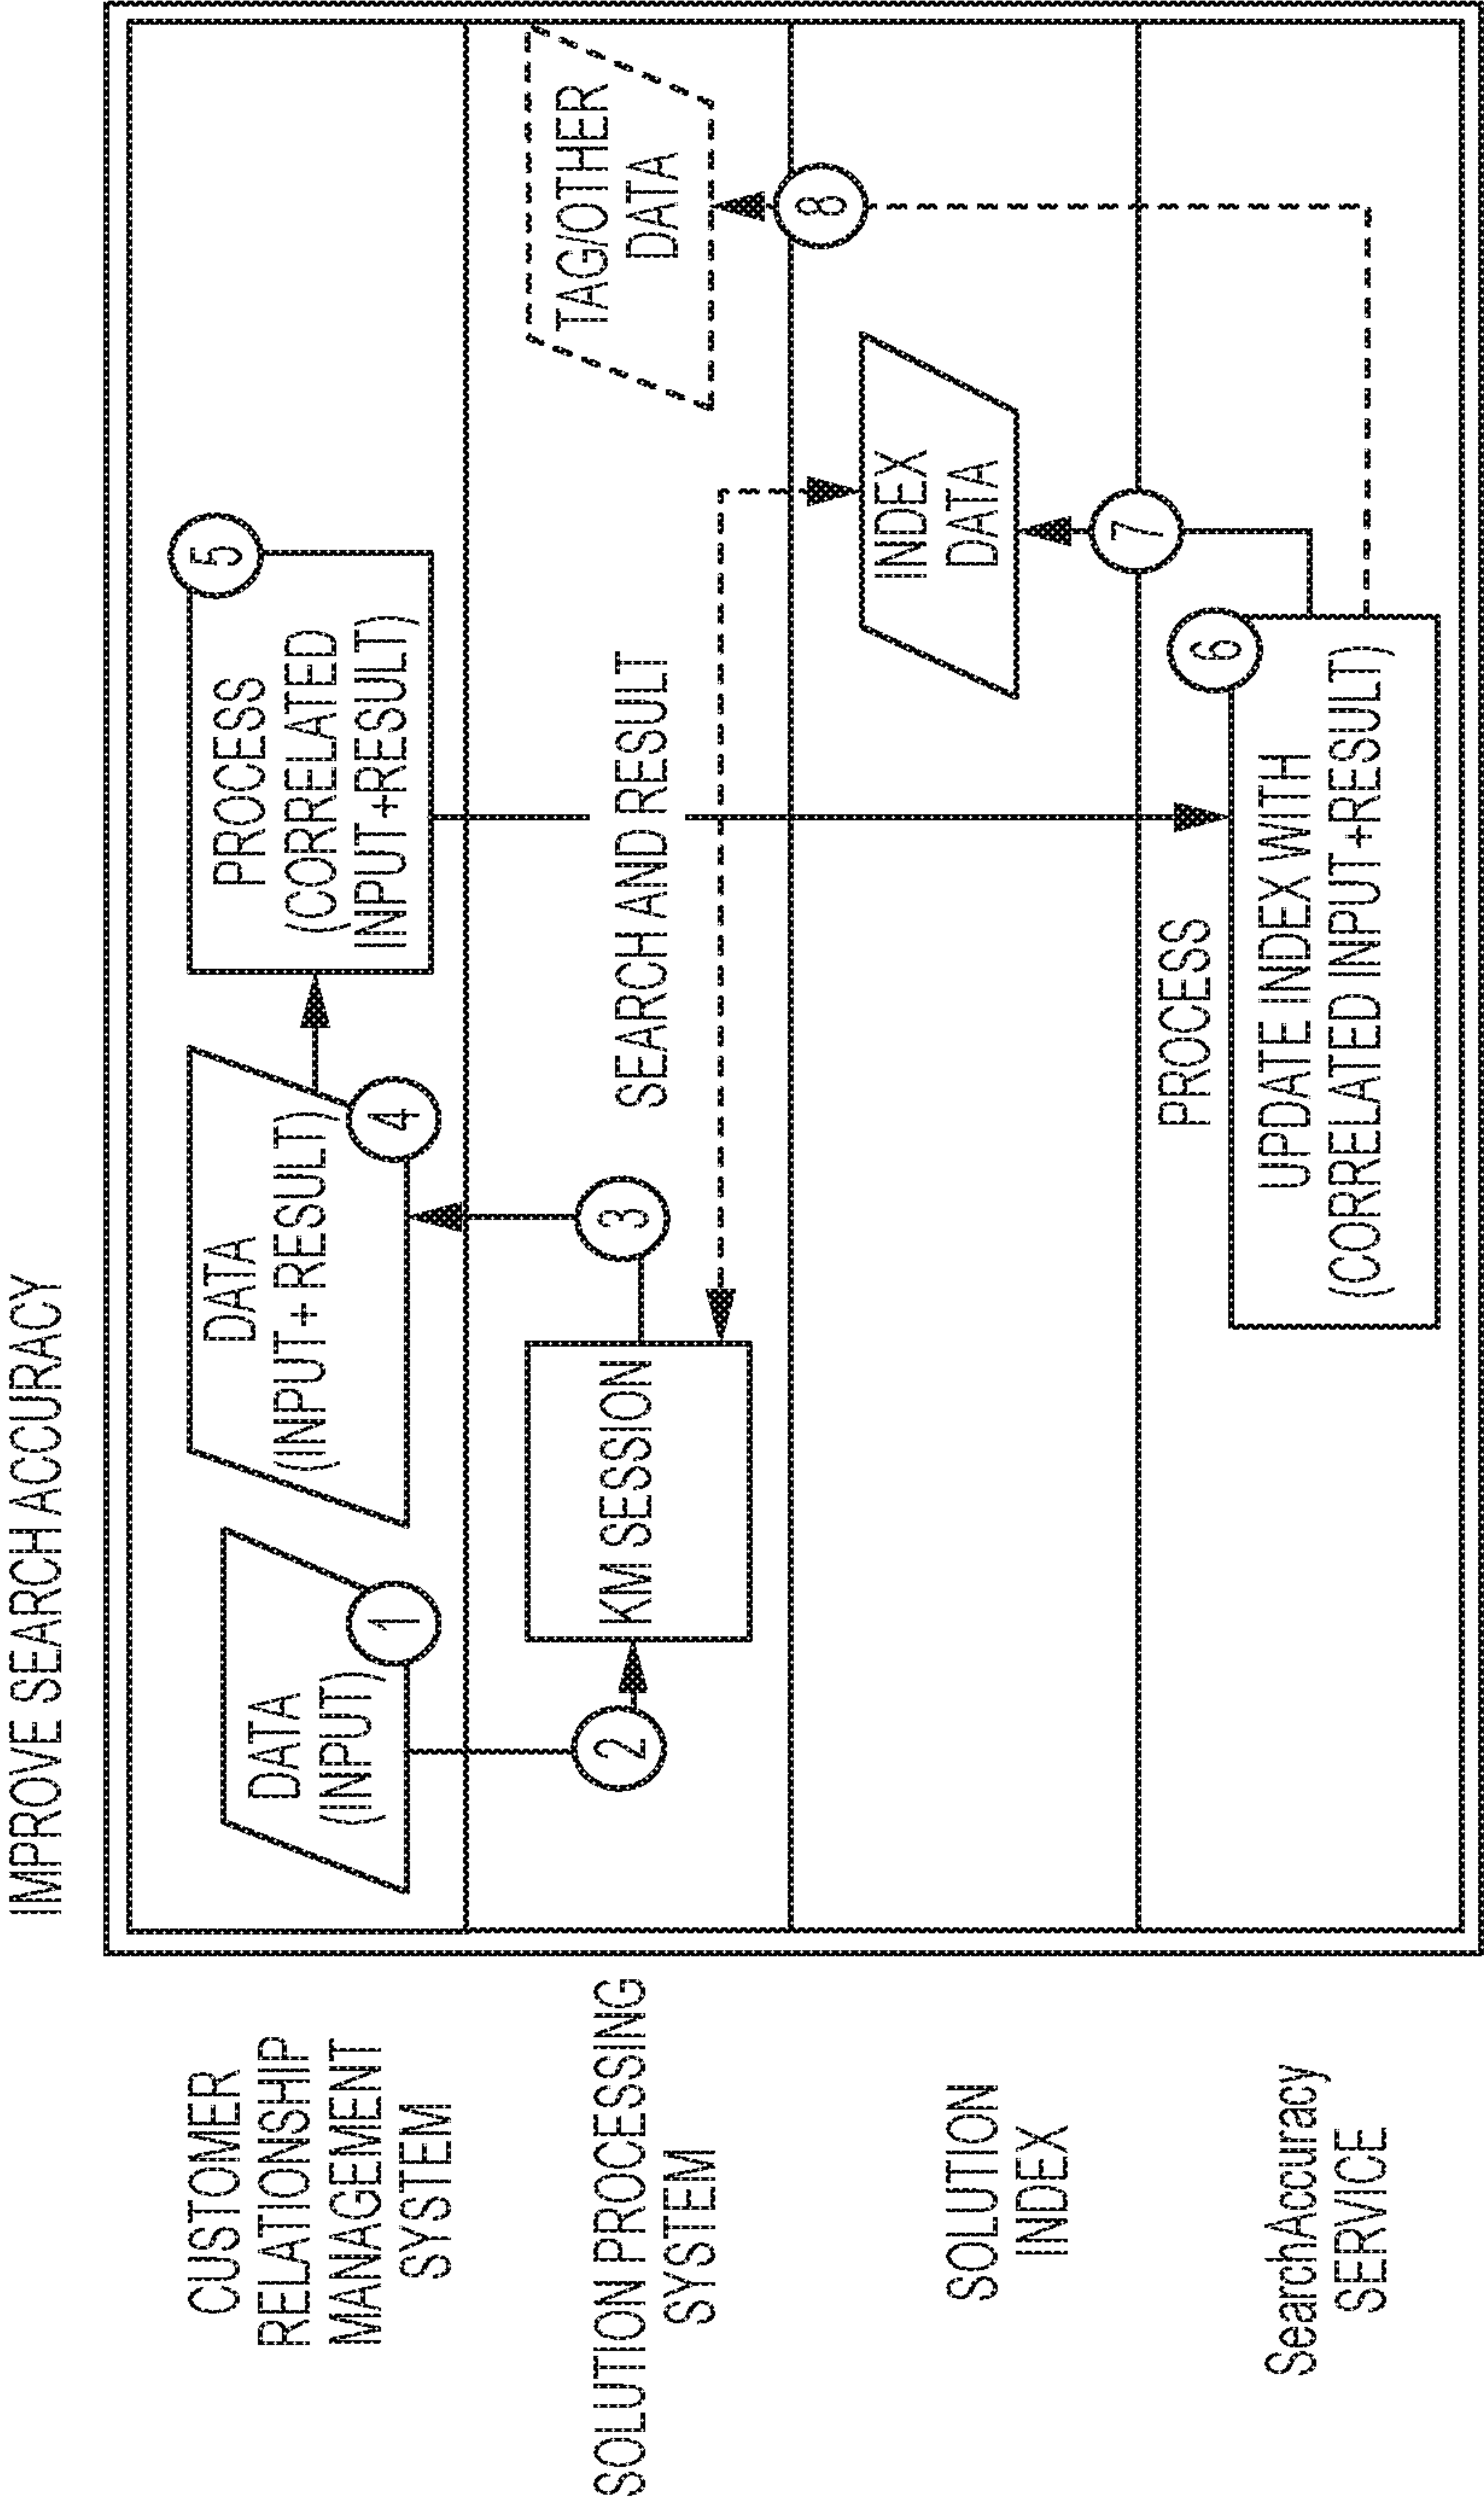 IMPROVE SEARCH ACCURACY
CUSTOMER
RELATIONSHIP
MANAGEMENT
SYSTEM
DATA
(INPUT)
1
DATA
(INPUT+RESULT)
4
PROCESS
(CORRELATED
INPUT+RESULT)
5
SOLUTION PROCESSING
SYSTEM
2
KM SESSION
3
SEARCH AND RESULT
TAG/OTHER
DATA
SOLUTION
INDEX
INDEX
DATA
8
7
SearchAccuracy
SERVICE
PROCESS
6
UPDATE INDEX WITH
(CORRELATED INPUT+RESULT)